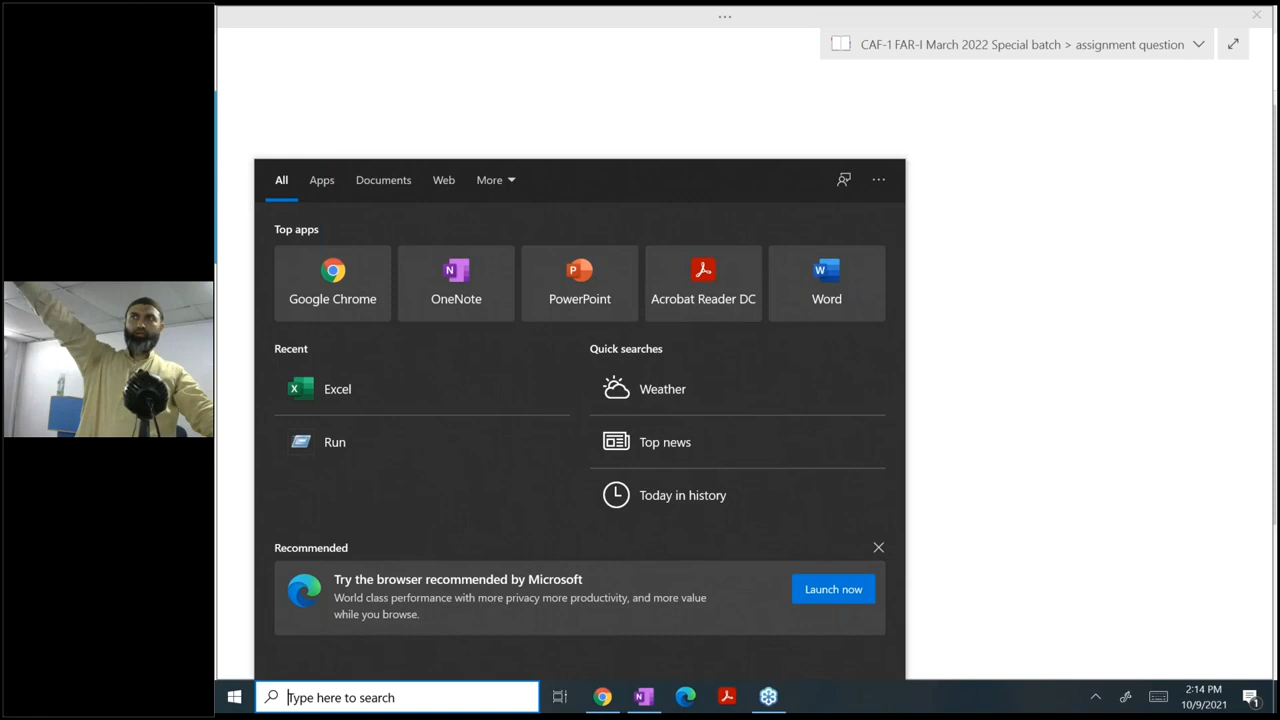 CAF-1 FAR-I March 2022 Special batch > assignment question
All Apps Documents Web More
Top apps
Google Chrome OneNote PowerPoint Acrobat Reader DC Word
Recent
Excel
Run
Quick searches
Weather
Top news
Today in history
Recommended
Try the browser recommended by Microsoft
World class performance with more privacy more productivity, and more value
while you browse.
Launch now
Type here to search
2:14 PM
10/9/2021
1